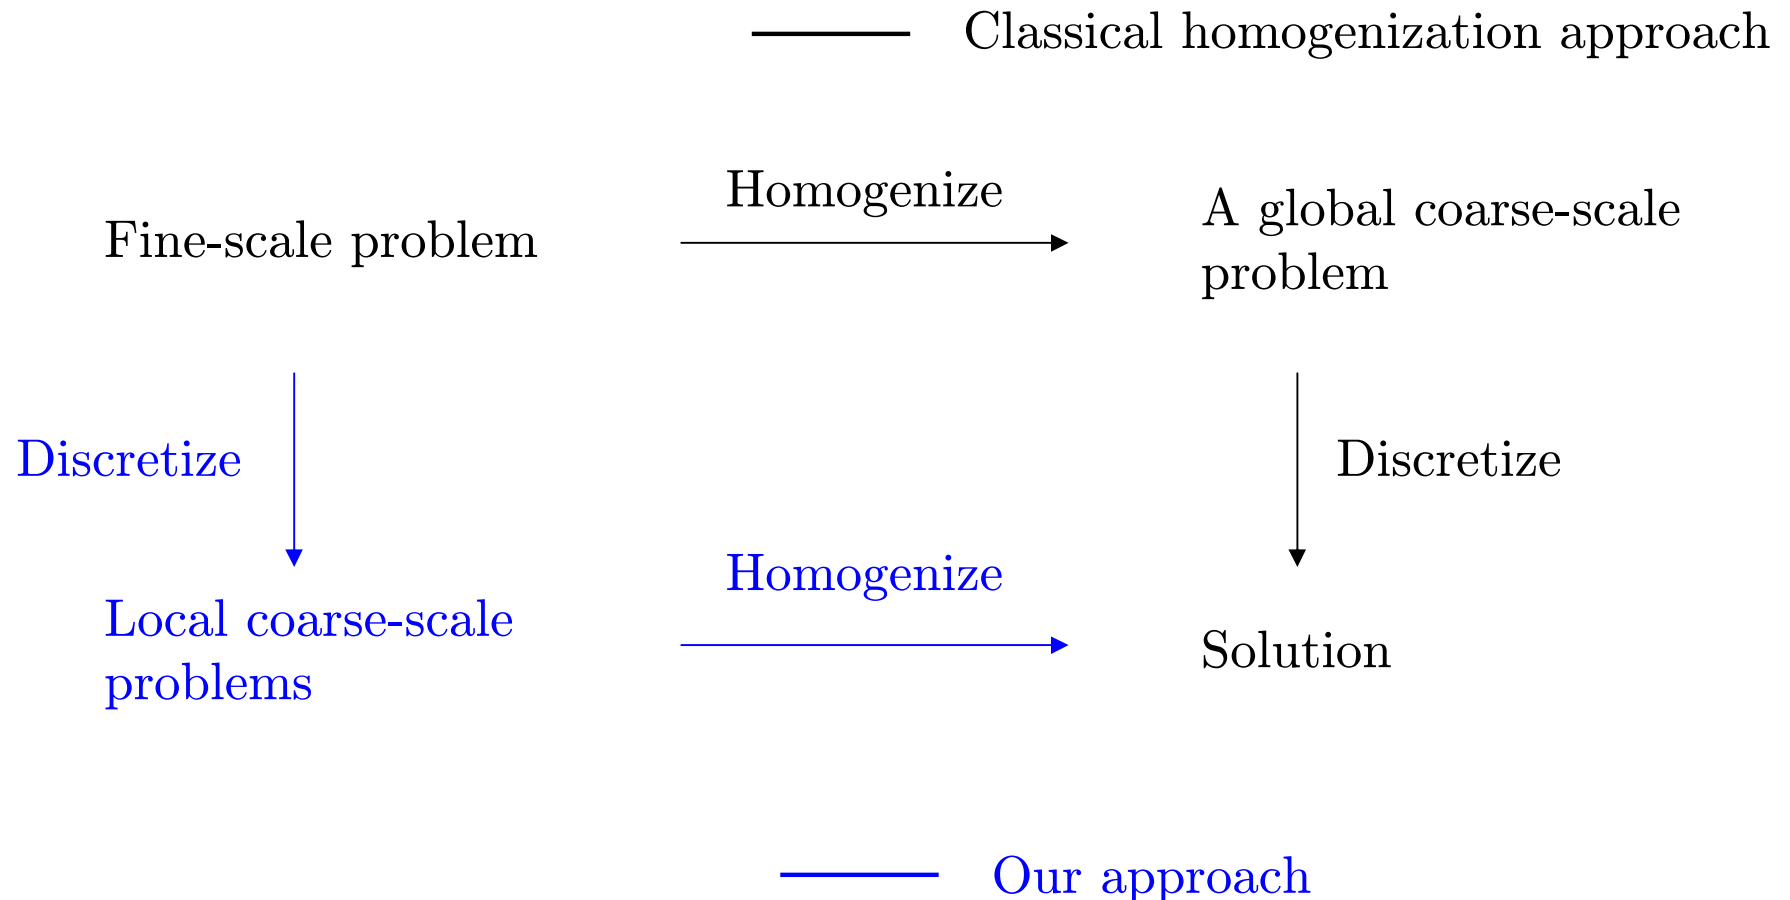 Classical homogenization approach
Homogenize
Fine-scale problem
A global coarse-scale
problem
Discretize
Discretize
Homogenize
Local coarse-scale
problems
Solution
Our approach